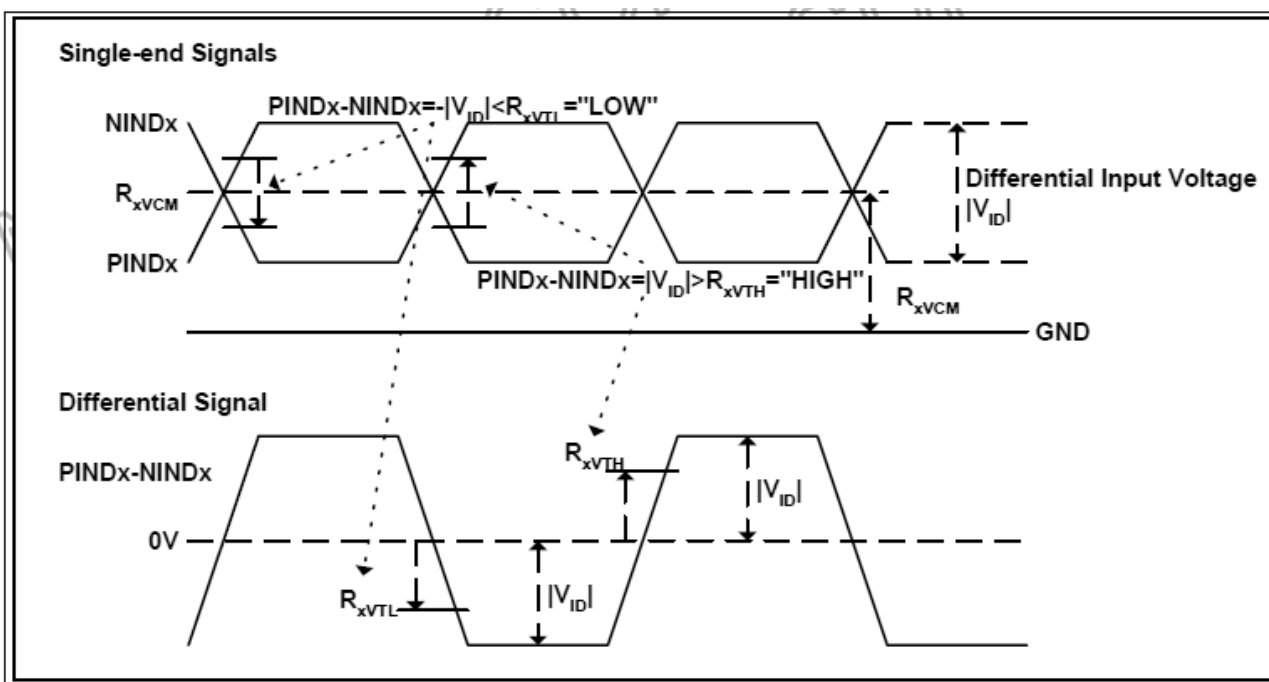 Single-end Signals
PINDx-NINDx=-|VID|<RxVTL="LOW"
NINDx
RxVCM
Differential Input Voltage
|VID|
PINDx
PINDx-NINDx=|VID|>RxVTH="HIGH"
RxVCM
GND
Differential Signal
RxVTH
PINDx-NINDx
|VID|
0V
RxVTL
|VID|